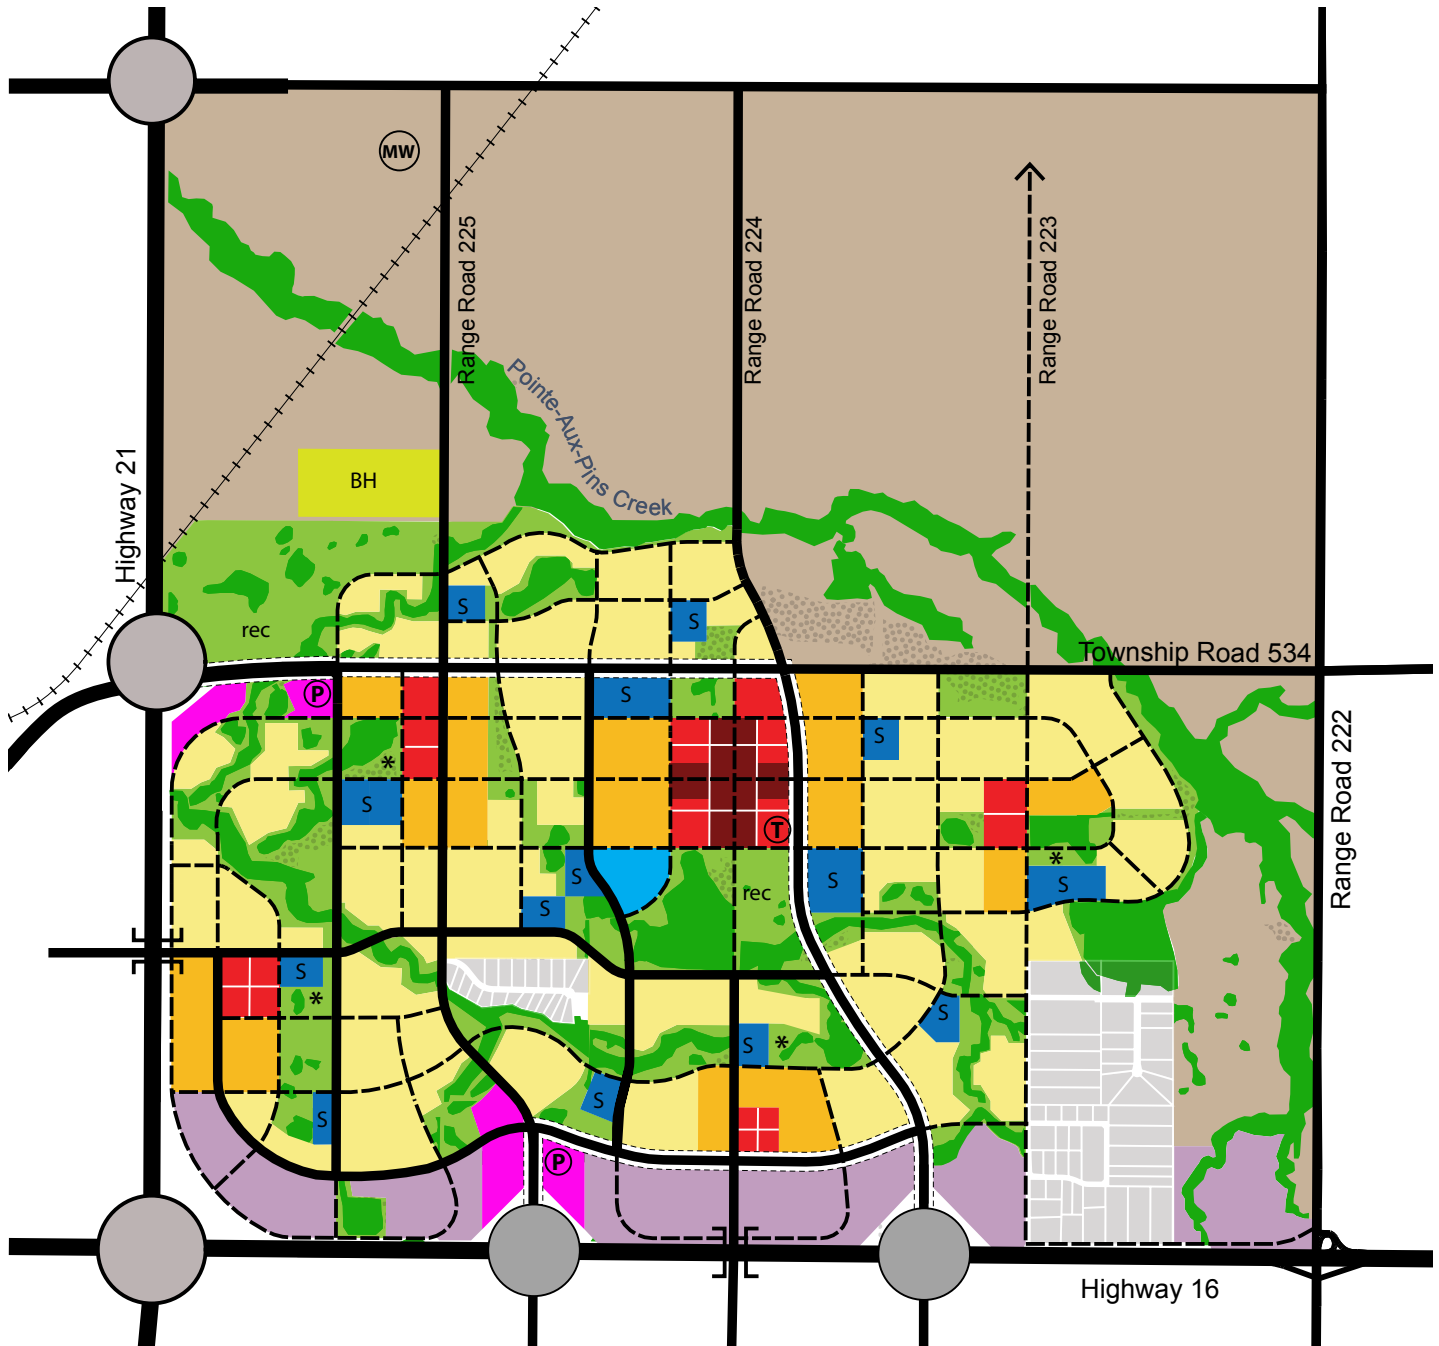 MW
Range Road 225
Range Road 224
Range Road 223
Pointe-Aux-Pins Creek
Highway 21
BH
S
S
rec
Township Road 534
P
S
S
*
S
T
Range Road 222
S
S
*
S
S
rec
S
S
*
S
S
*
S
S
P
Highway 16